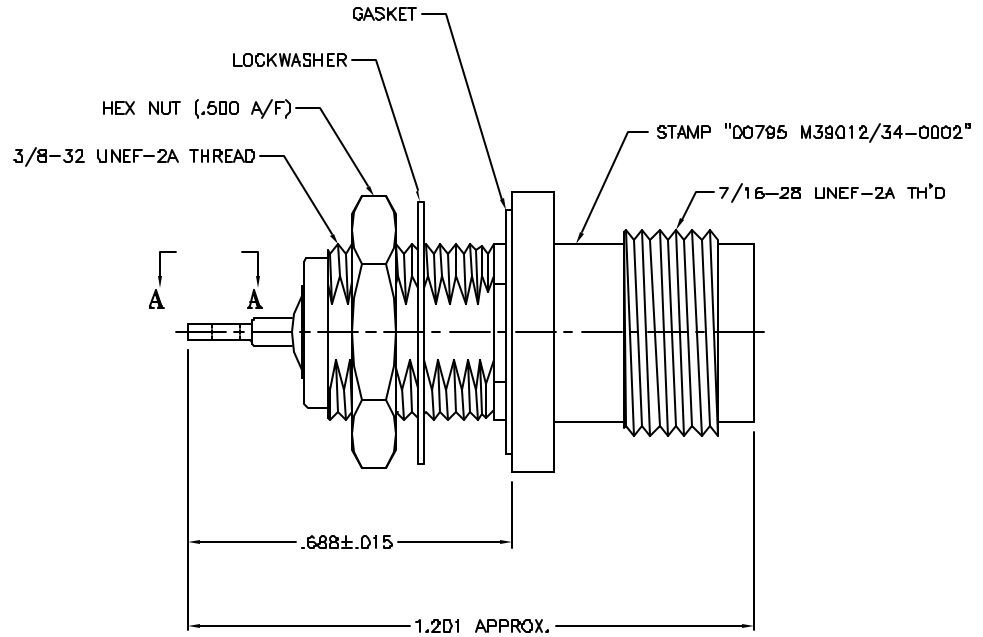 GASKET
LOCKWASHER
HEX NUT (.500 A/F)
STAMP "00795 M39012/34-0002"
3/8-32 UNEF-2A THREAD
7/16-28 UNEF-2A TH'D
A A
.688±.015
1.201 APPROX.